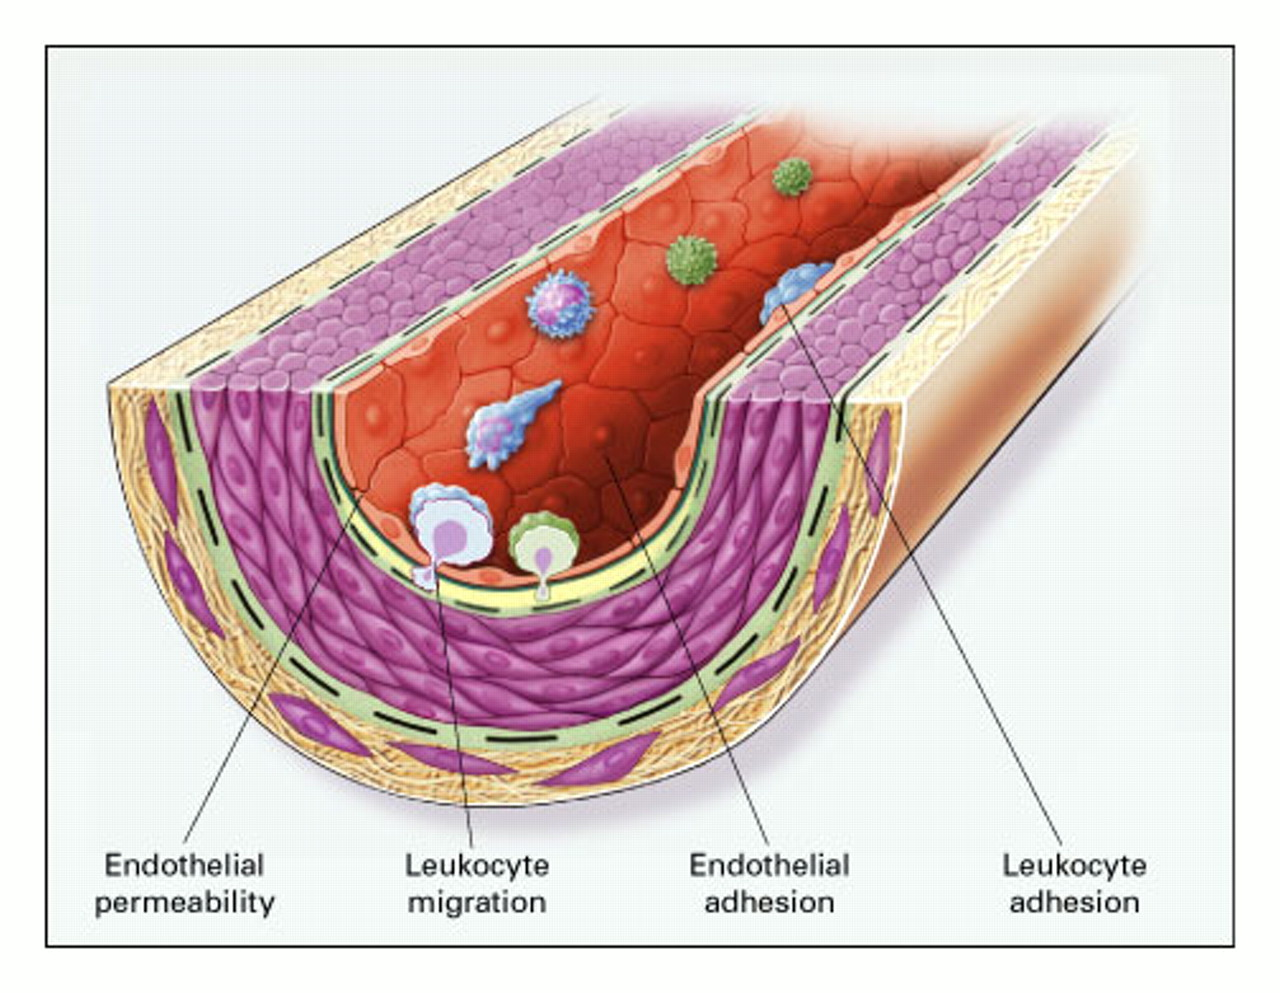 Endothelial
permeability
Leukocyte
migration
Endothelial
adhesion
Leukocyte
adhesion